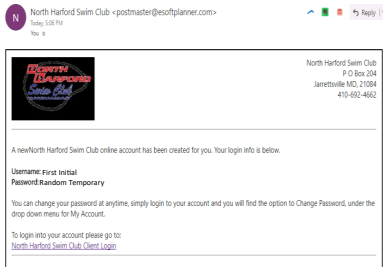 N
North Harford Swim Club <postmaster@esoftplanner.com>
Today, 5:06 PM
You
Reply
NORTH
HARFORD
Swim Club
North Harford Swim Club
P O Box 204
Jarrettsville MD, 21084
410-692-4662
A newNorth Harford Swim Club online account has been created for you. Your login info is below.
Username: First Initial
Password:Random Temporary
You can change your password at anytime, simply login to your account and you will find the option to Change Password, under the
drop down menu for My Account.
To login into your account please go to:
North Harford Swim Club Client Login